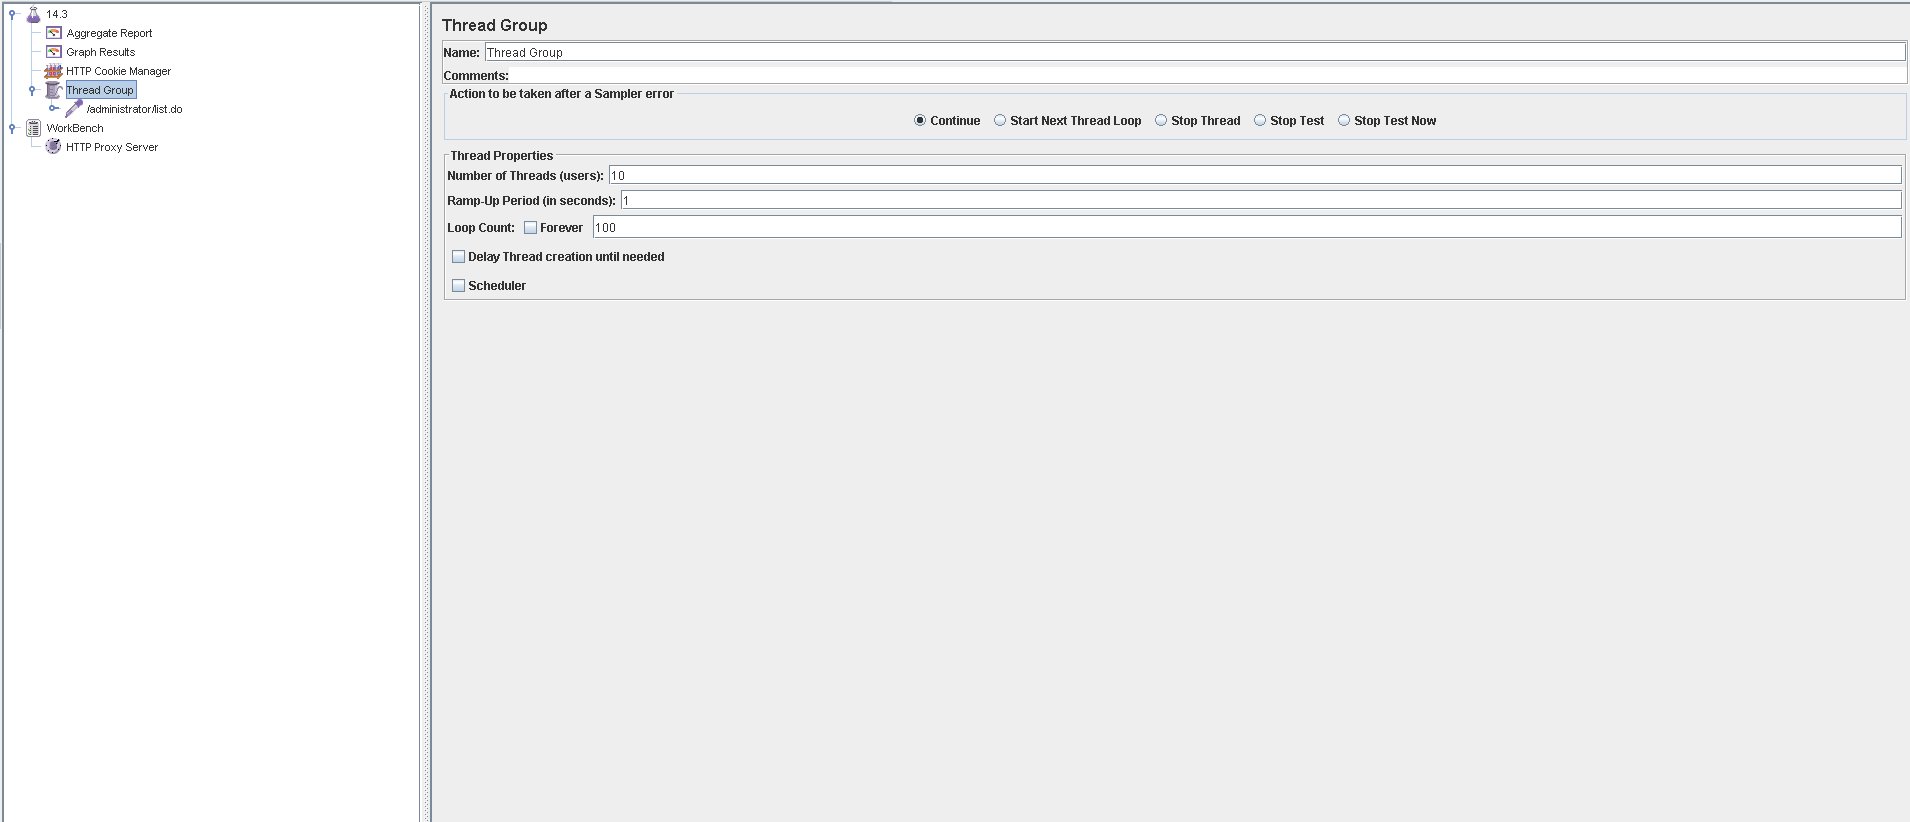 14.3
Aggregate Report
Graph Results
HTTP Cookie Manager
Thread Group
/administrator/list.do
WorkBench
HTTP Proxy Server
Thread Group
Name: Thread Group
Comments:
Action to be taken after a Sampler error
Continue Start Next Thread Loop Stop Thread Stop Test Stop Test Now
Thread Properties
Number of Threads (users): 10
Ramp-Up Period (in seconds): 1
Loop Count: Forever 100
Delay Thread creation until needed
Scheduler